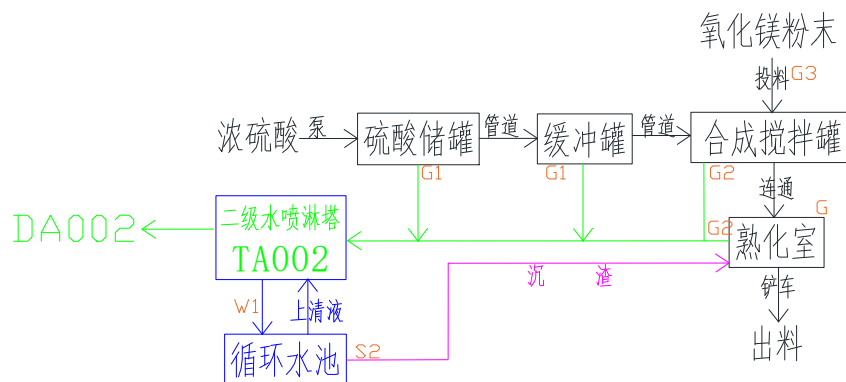 氧化镁粉末
投料 G3
浓硫酸 泵 硫酸储罐 管道 缓冲罐 管道 合成搅拌罐
G1 G1 G2
连通
二级水喷淋塔
G
DA002
G2
熟化室
TA002
沉 渣
铲车
W1 上清液
循环水池 S2
出料